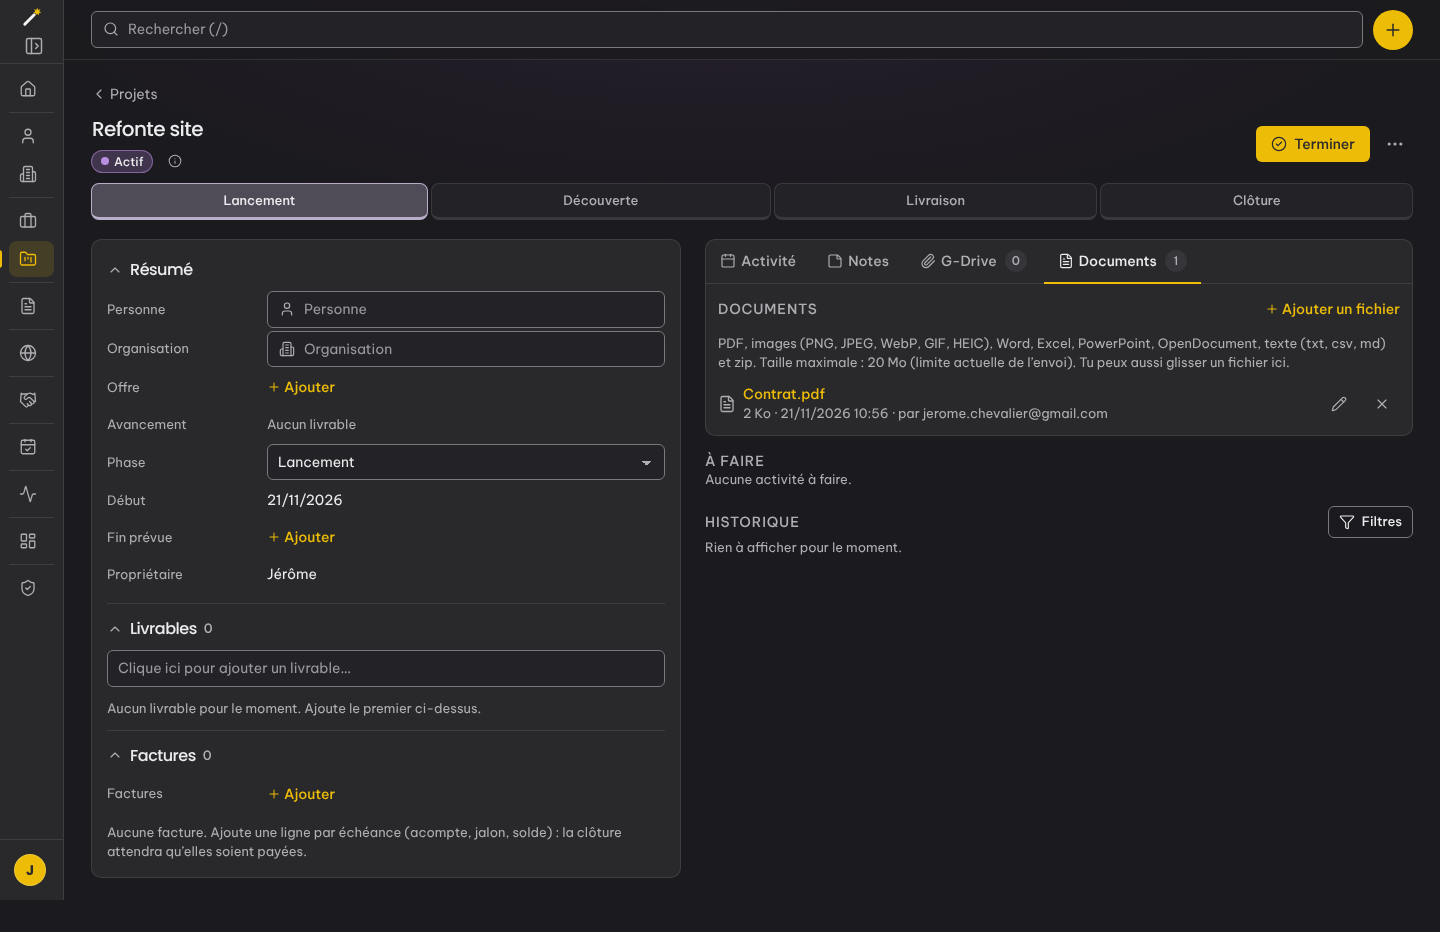 Rechercher (/)
Projets
Refonte site
Terminer
Actif
Lancement
Découverte
Livraison
Clôture
Résumé
Personne
Personne
Organisation
Organisation
Offre
Ajouter
Avancement
Aucun livrable
Phase
Lancement
Début
21/11/2026
Fin prévue
Ajouter
Propriétaire
Jérôme
Livrables 0
Clique ici pour ajouter un livrable...
Aucun livrable pour le moment. Ajoute le premier ci-dessus.
Factures 0
Factures
Ajouter
Aucune facture. Ajoute une ligne par échéance (acompte, jalon, solde) : la clôture
attendra qu'elles soient payées.
Activité
Notes
G-Drive 0
Documents 1
DOCUMENTS
Ajouter un fichier
PDF, images (PNG, JPEG, WebP, GIF, HEIC), Word, Excel, PowerPoint, OpenDocument, texte (txt, csv, md)
et zip. Taille maximale : 20 Mo (limite actuelle de l'envoi). Tu peux aussi glisser un fichier ici.
Contrat.pdf
2 Ko · 21/11/2026 10:56 · par jerome.chevalier@gmail.com
À FAIRE
Aucune activité à faire.
HISTORIQUE
Filtres
Rien à afficher pour le moment.
J